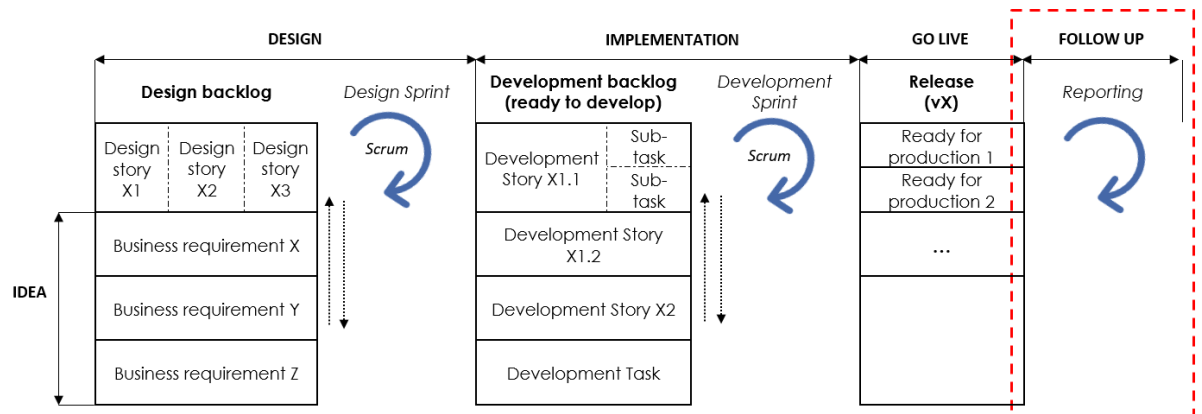 DESIGN
IMPLEMENTATION
GO LIVE
FOLLOW UP
Design backlog
Design Sprint
Development backlog
(ready to develop)
Development
Sprint
Release
(vX)
Reporting
Design
story
X1
Design
story
X2
Design
story
X3
Scrum
Development
Story X1.1
Sub-
task
Sub-
task
Scrum
Ready for
production 1
Ready for
production 2
Business requirement X
Development Story
X1.2
...
IDEA
Business requirement Y
Development Story X2
Business requirement Z
Development Task